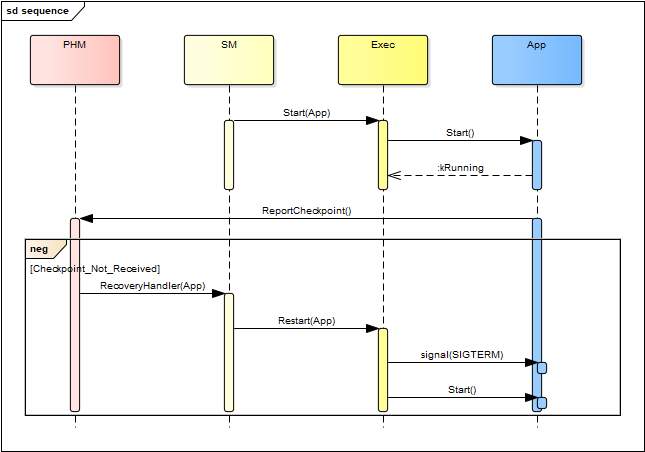 sd sequence
PHM
SM
Exec
App
Start(App)
Start()
:kRunning
ReportCheckpoint()
neg
[Checkpoint_Not_Received]
RecoveryHandler(App)
Restart(App)
signal(SIGTERM)
Start()